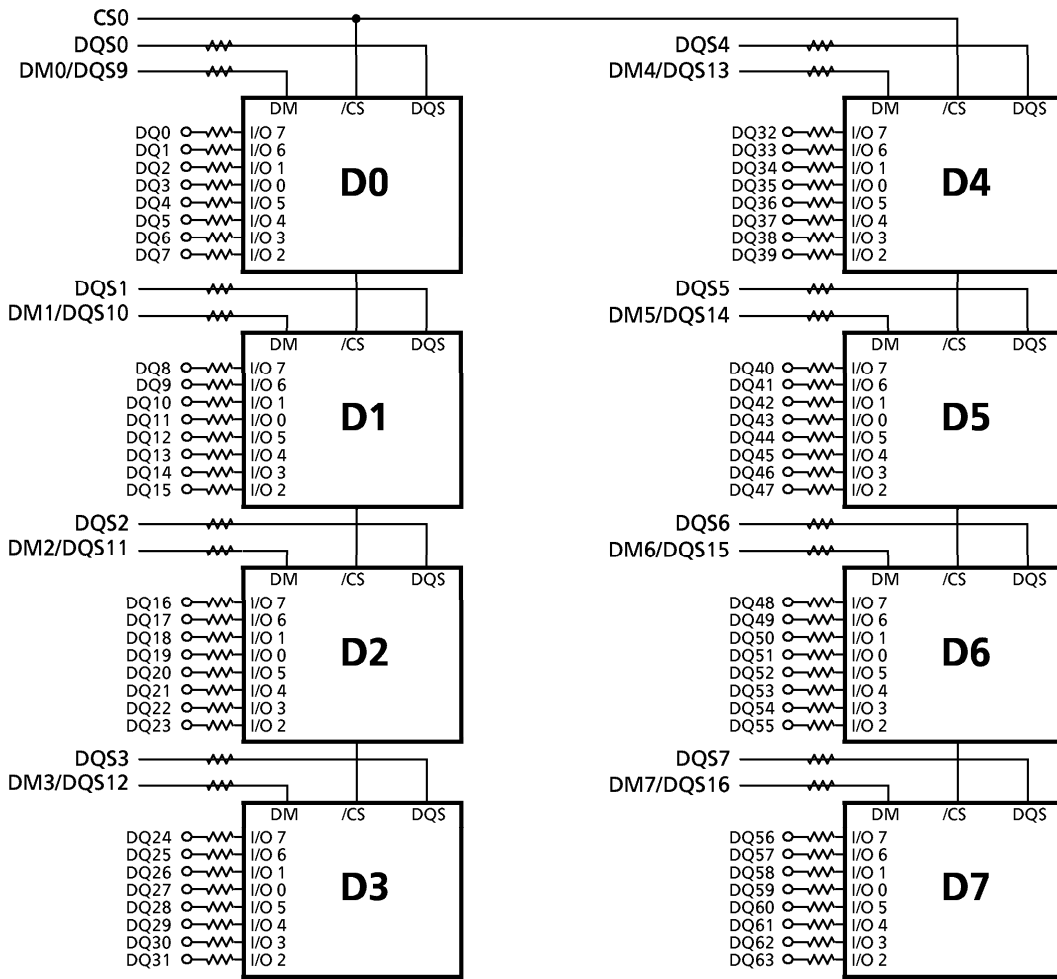 CS0
DQS0
DM0/DQS9
DM /CS DQS
DQ0 I/O 7
DQ1 I/O 6
DQ2 I/O 1
DQ3 I/O 0
DQ4 I/O 5
DQ5 I/O 4
DQ6 I/O 3
DQ7 I/O 2
D0
DQS1
DM1/DQS10
DM /CS DQS
DQ8 I/O 7
DQ9 I/O 6
DQ10 I/O 1
DQ11 I/O 0
DQ12 I/O 5
DQ13 I/O 4
DQ14 I/O 3
DQ15 I/O 2
D1
DQS2
DM2/DQS11
DM /CS DQS
DQ16 I/O 7
DQ17 I/O 6
DQ18 I/O 1
DQ19 I/O 0
DQ20 I/O 5
DQ21 I/O 4
DQ22 I/O 3
DQ23 I/O 2
D2
DQS3
DM3/DQS12
DM /CS DQS
DQ24 I/O 7
DQ25 I/O 6
DQ26 I/O 1
DQ27 I/O 0
DQ28 I/O 5
DQ29 I/O 4
DQ30 I/O 3
DQ31 I/O 2
D3
DQS4
DM4/DQS13
DM /CS DQS
DQ32 I/O 7
DQ33 I/O 6
DQ34 I/O 1
DQ35 I/O 0
DQ36 I/O 5
DQ37 I/O 4
DQ38 I/O 3
DQ39 I/O 2
D4
DQS5
DM5/DQS14
DM /CS DQS
DQ40 I/O 7
DQ41 I/O 6
DQ42 I/O 1
DQ43 I/O 0
DQ44 I/O 5
DQ45 I/O 4
DQ46 I/O 3
DQ47 I/O 2
D5
DQS6
DM6/DQS15
DM /CS DQS
DQ48 I/O 7
DQ49 I/O 6
DQ50 I/O 1
DQ51 I/O 0
DQ52 I/O 5
DQ53 I/O 4
DQ54 I/O 3
DQ55 I/O 2
D6
DQS7
DM7/DQS16
DM /CS DQS
DQ56 I/O 7
DQ57 I/O 6
DQ58 I/O 1
DQ59 I/O 0
DQ60 I/O 5
DQ61 I/O 4
DQ62 I/O 3
DQ63 I/O 2
D7